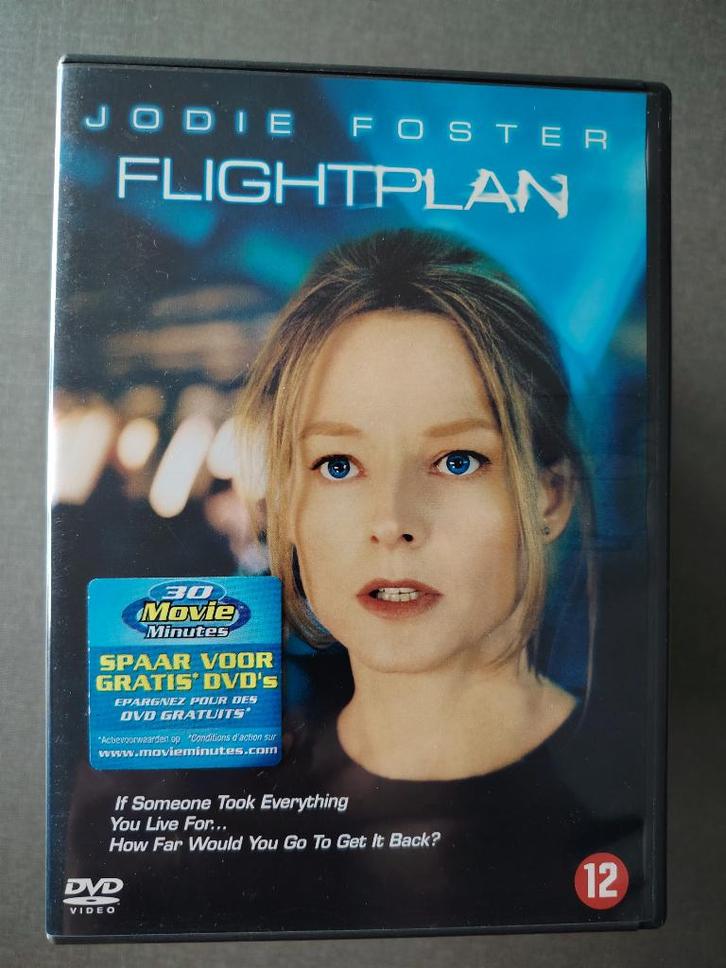 JODIE FOSTER
FLIGHTPLAN
30
Movie
Minutes
SPAAR VOOR
GRATIS* DVD's
EPARGNEZ POUR DES
DVD GRATUITS*
*Actievoorwaarden op *Conditions d'action sur
www.movieminutes.com
If Someone Took Everything
You Live For...
How Far Would You Go To Get It Back?
DVD
VIDEO
12